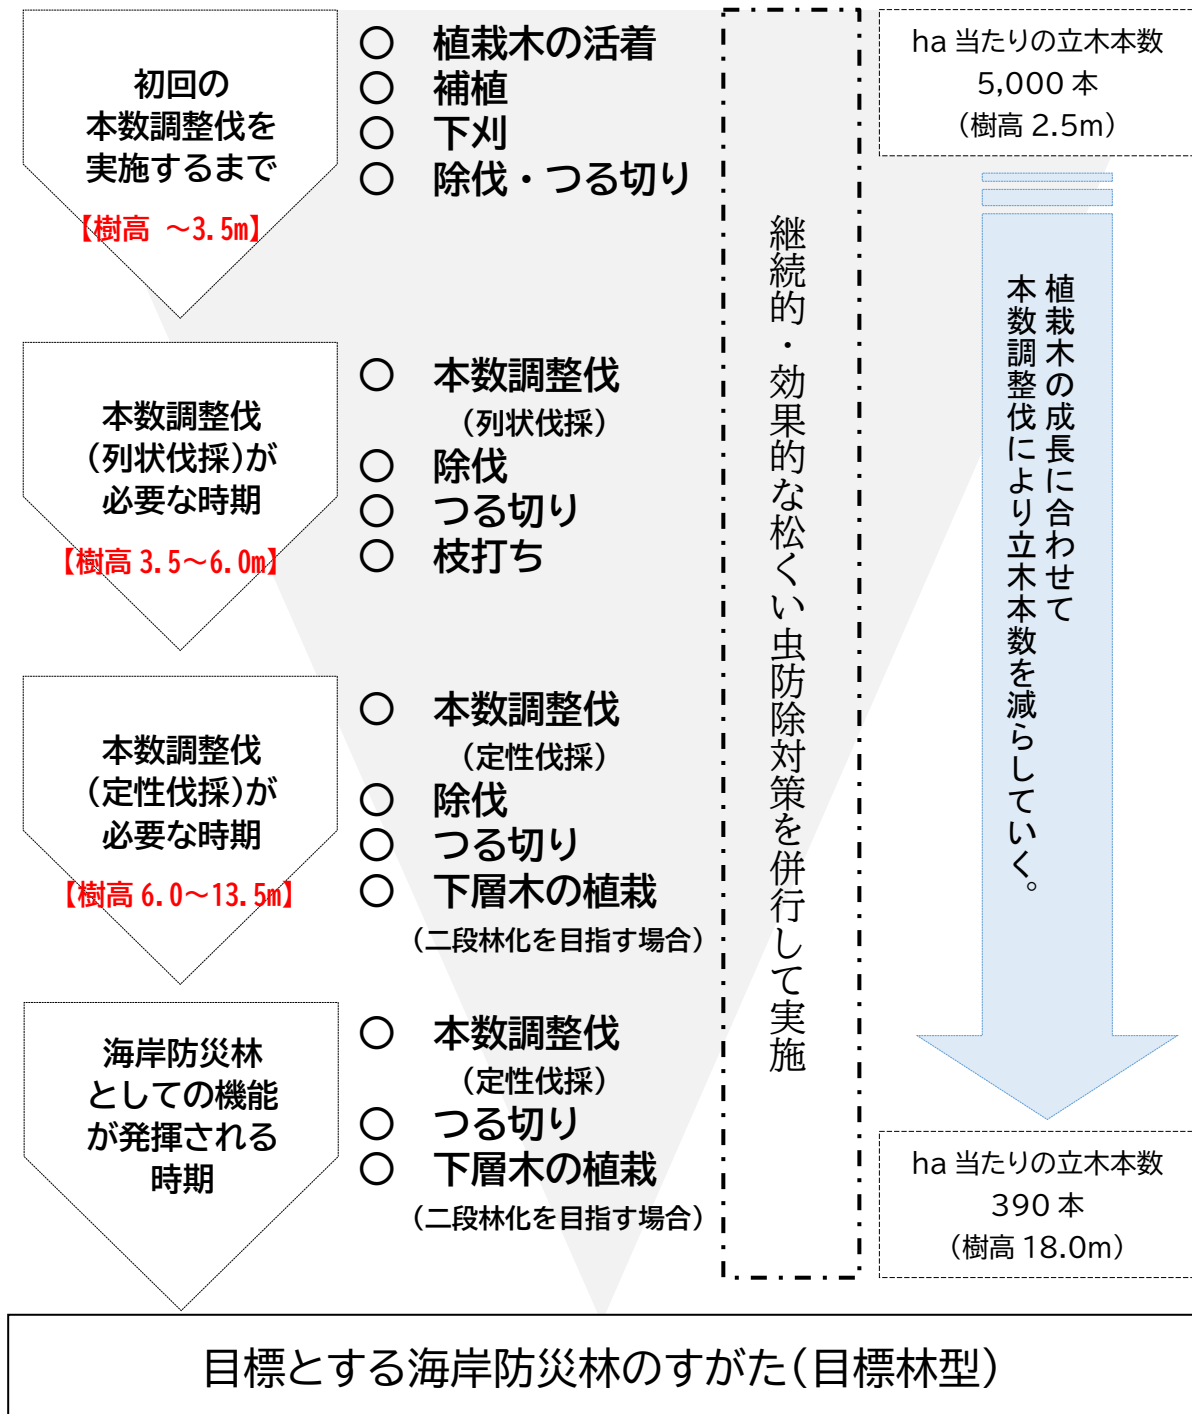 初回の
本数調整伐を
実施するまで
【樹高 ～3.5m】
○ 植栽木の活着
○ 補植
○ 下刈
○ 除伐・つる切り
本数調整伐
（列状伐採）が
必要な時期
【樹高 3.5～6.0m】
○ 本数調整伐
（列状伐採）
○ 除伐
○ つる切り
○ 枝打ち
本数調整伐
（定性伐採）が
必要な時期
【樹高 6.0～13.5m】
○ 本数調整伐
（定性伐採）
○ 除伐
○ つる切り
○ 下層木の植栽
（二段林化を目指す場合）
海岸防災林
としての機能
が発揮される
時期
○ 本数調整伐
（定性伐採）
○ つる切り
○ 下層木の植栽
（二段林化を目指す場合）
継続的・効果的な松くい虫防除対策を併行して実施
ha 当たりの立木本数
5,000 本
（樹高 2.5m）
植栽木の成長に合わせて
本数調整伐により立木本数を減らしていく。
ha 当たりの立木本数
390 本
（樹高 18.0m）
目標とする海岸防災林のすがた（目標林型）